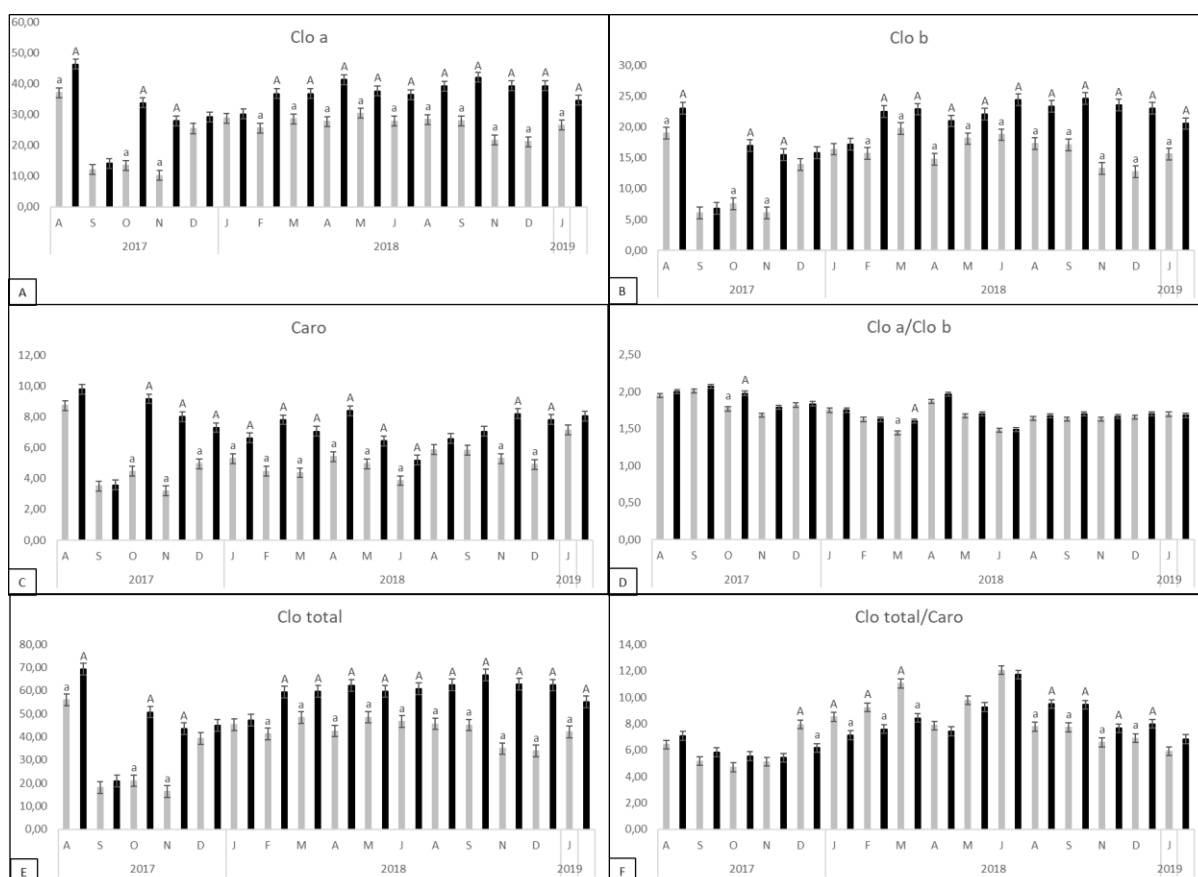 Clo a
60,00
50,00
40,00
30,00
20,00
10,00
0,00
a A a A a A a A a A a A a A a A a A a A a A a A a A
A S O N D J F M A M J A S N D J
2017 2018 2019
A
Clo b
30,00
25,00
20,00
15,00
10,00
5,00
0,00
a A a A a A a A a A a A a A a A a A a A a A a A a A
A S O N D J F M A M J A S N D J
2017 2018 2019
B
Caro
12,00
10,00
8,00
6,00
4,00
2,00
0,00
a A a A a A a A a A a A a A a A a A a A a A
A S O N D J F M A M J A S N D J
2017 2018 2019
C
Clo a/Clo b
2,50
2,00
1,50
1,00
0,50
0,00
a A a A
A S O N D J F M A M J A S N D J
2017 2018 2019
D
Clo total
80,00
70,00
60,00
50,00
40,00
30,00
20,00
10,00
0,00
a A a A a A a A a A a A a A a A a A a A a A a A a A
A S O N D J F M A M J A S N D J
2017 2018 2019
E
Clo total/Caro
14,00
12,00
10,00
8,00
6,00
4,00
2,00
0,00
A a A a A a A a a A a A a A a A
A S O N D J F M A M J A S N D J
2017 2018 2019
F